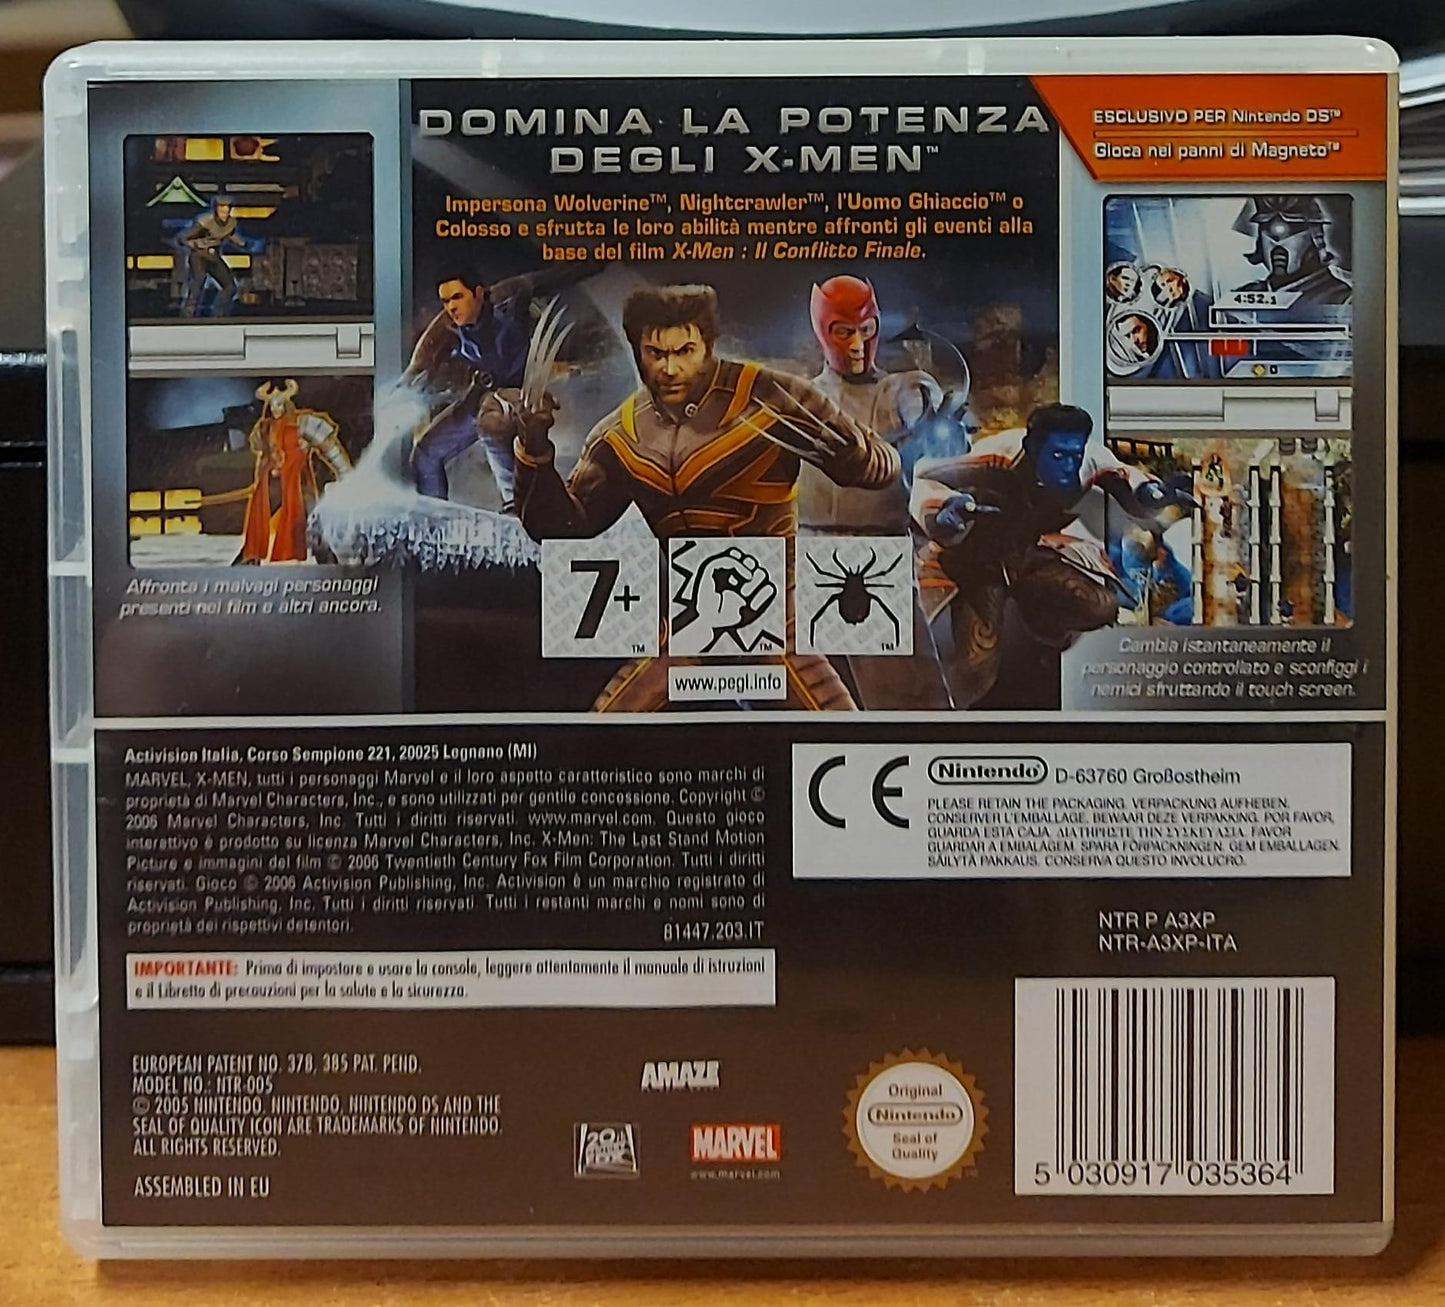 DOMINA LA POTENZA
DEGLI X-MEN™
Impersona Wolverine™, Nightcrawler™, l'Uomo Ghiaccio™ o
Colosso e sfrutta le loro abilità mentre affronti gli eventi alla
base del film X-Men : Il Conflitto Finale.
ESCLUSIVO PER Nintendo DS™
Gioca nei panni di Magneto™
4:52.1
0
Affronta i malvagi personaggi
presenti nel film e altri ancora.
7+
TM
TM
TM
www.pegi.info
Cambia istantaneamente il
personaggio controllato e sconfiggi i
nemici sfruttando il touch screen.
Activision Italia, Corso Sempione 221, 20025 Legnano (MI)
MARVEL, X-MEN, tutti i personaggi Marvel e il loro aspetto caratteristico sono marchi di
proprietà di Marvel Characters, Inc., e sono utilizzati per gentile concessione. Copyright ©
2006 Marvel Characters, Inc. Tutti i diritti riservati. www.marvel.com. Questo gioco
interattivo è prodotto su licenza Marvel Characters, Inc. X-Men: The Last Stand Motion
Picture e immagini del film © 2006 Twentieth Century Fox Film Corporation. Tutti i diritti
riservati. Gioco © 2006 Activision Publishing, Inc. Activision è un marchio registrato di
Activision Publishing, Inc. Tutti i diritti riservati. Tutti i restanti marchi e nomi sono di
proprietà dei rispettivi detentori.
81447.203.IT
IMPORTANTE: Prima di impostare e usare la console, leggere attentamente il manuale di istruzioni
e il Libretto di precauzioni per la salute e la sicurezza.
CE
Nintendo D-63760 Großostheim
PLEASE RETAIN THE PACKAGING. VERPACKUNG AUFHEBEN.
CONSERVER L'EMBALLAGE. BEWAAR DEZE VERPAKKING. POR FAVOR,
GUARDA ESTA CAJA. ΔΙΑΤΗΡΗΣΤΕ ΤΗΝ ΣΥΣΚΕΥΑΣΙΑ. FAVOR
GUARDAR A EMBALAGEM. SPARA FÖRPACKNINGEN. GEM EMBALLAGEN.
SÄILYTÄ PAKKAUS. CONSERVA QUESTO INVOLUCRO.
NTR P A3XP
NTR-A3XP-ITA
EUROPEAN PATENT NO. 378, 385 PAT. PEND.
MODEL NO.: NTR-005
© 2005 NINTENDO. NINTENDO, NINTENDO DS AND THE
SEAL OF QUALITY ICON ARE TRADEMARKS OF NINTENDO.
ALL RIGHTS RESERVED.
ASSEMBLED IN EU
AMAZE
20th
CENTURY
FOX
MARVEL
www.marvel.com
Original
Nintendo
Seal of
Quality
5 030917 035364